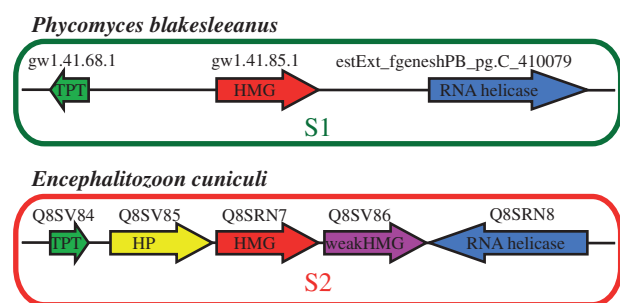 Phycomyces blakesleeanus
gw1.41.68.1 gw1.41.85.1 estExt_fgeneshPB_pg.C_410079
TPT HMG RNA helicase
S1
Encephalitozoon cuniculi
Q8SV84 Q8SV85 Q8SRN7 Q8SV86 Q8SRN8
TPT HP HMG weakHMG RNA helicase
S2